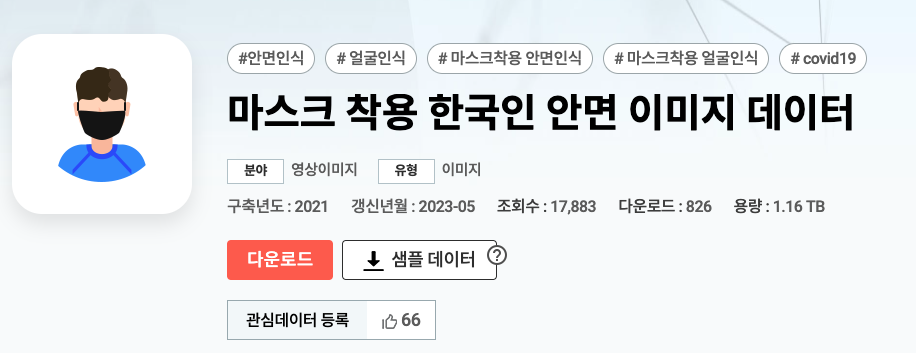 #안면인식 # 얼굴인식 # 마스크착용 안면인식 # 마스크착용 얼굴인식 # covid19
마스크 착용 한국인 안면 이미지 데이터
분야 영상이미지 유형 이미지
구축년도 : 2021 갱신년월 : 2023-05 조회수 : 17,883 다운로드 : 826 용량 : 1.16 TB
다운로드 샘플 데이터 ?
관심데이터 등록 66